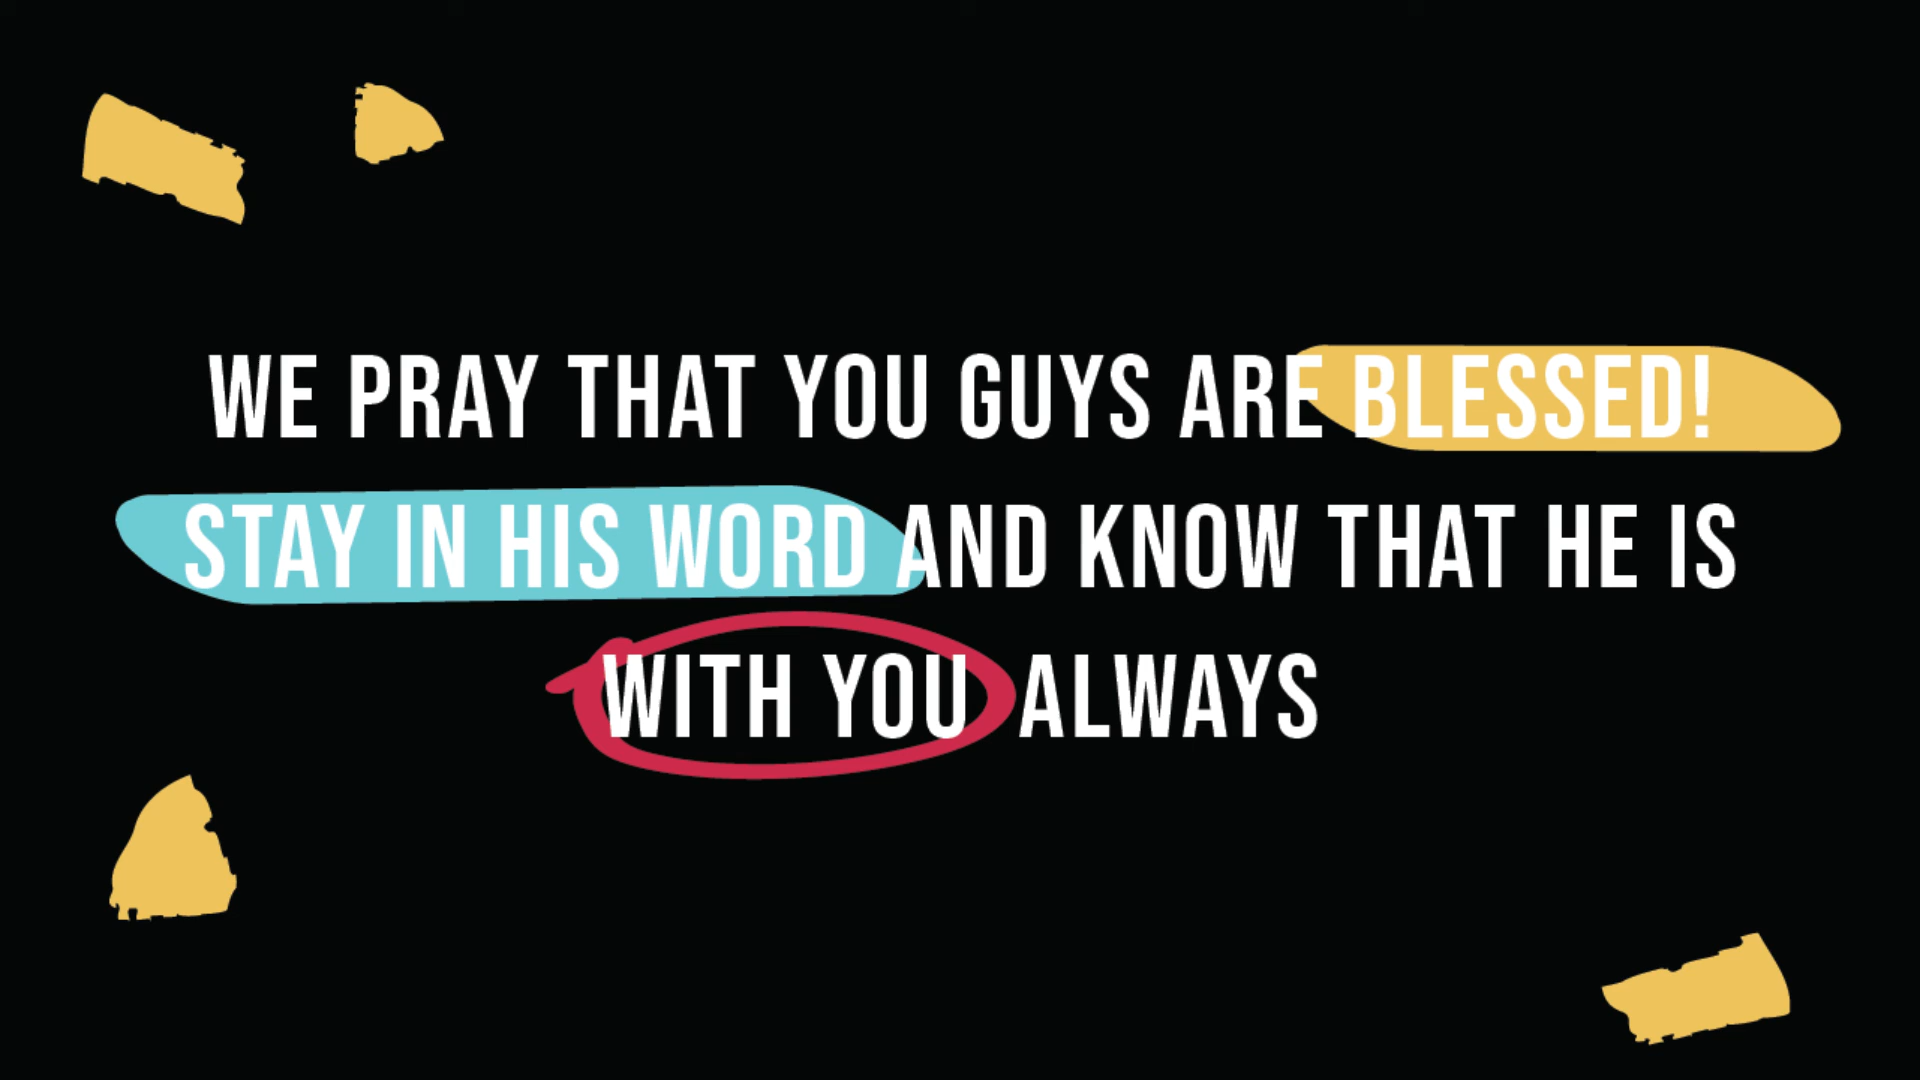 WE PRAY THAT YOU GUYS ARE BLESSED!
STAY IN HIS WORD AND KNOW THAT HE IS
WITH YOU ALWAYS